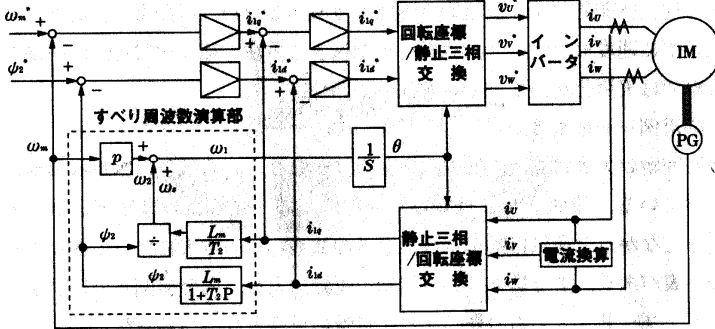 ωm*
i1q*
i1q*
+
−
+
−
回転座標
/静止三相
交換
vU*
vV*
vW*
イン
バータ
iU
iV
iW
IM
ψ2*
+
−
i1d*
+
−
i1d*
すべり周波数演算部
ωm
p
+
+
ω2
ωs
ω1
1/S
θ
PG
ψ2
÷
Lm/T2
i1q
静止三相
/回転座標
交換
iU
iV
iW
電流換算
ψ2
Lm/1+T2P
i1d